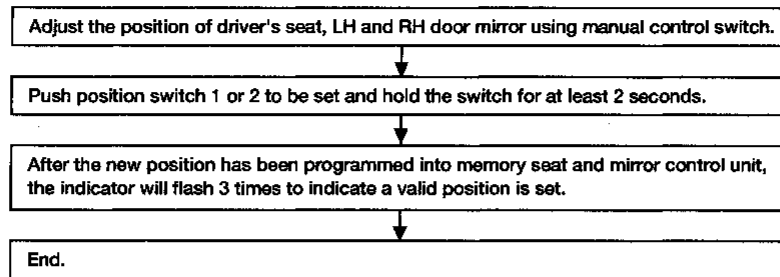 Adjust the position of driver's seat, LH and RH door mirror using manual control switch.
Push position switch 1 or 2 to be set and hold the switch for at least 2 seconds.
After the new position has been programmed into memory seat and mirror control unit,
the indicator will flash 3 times to indicate a valid position is set.
End.